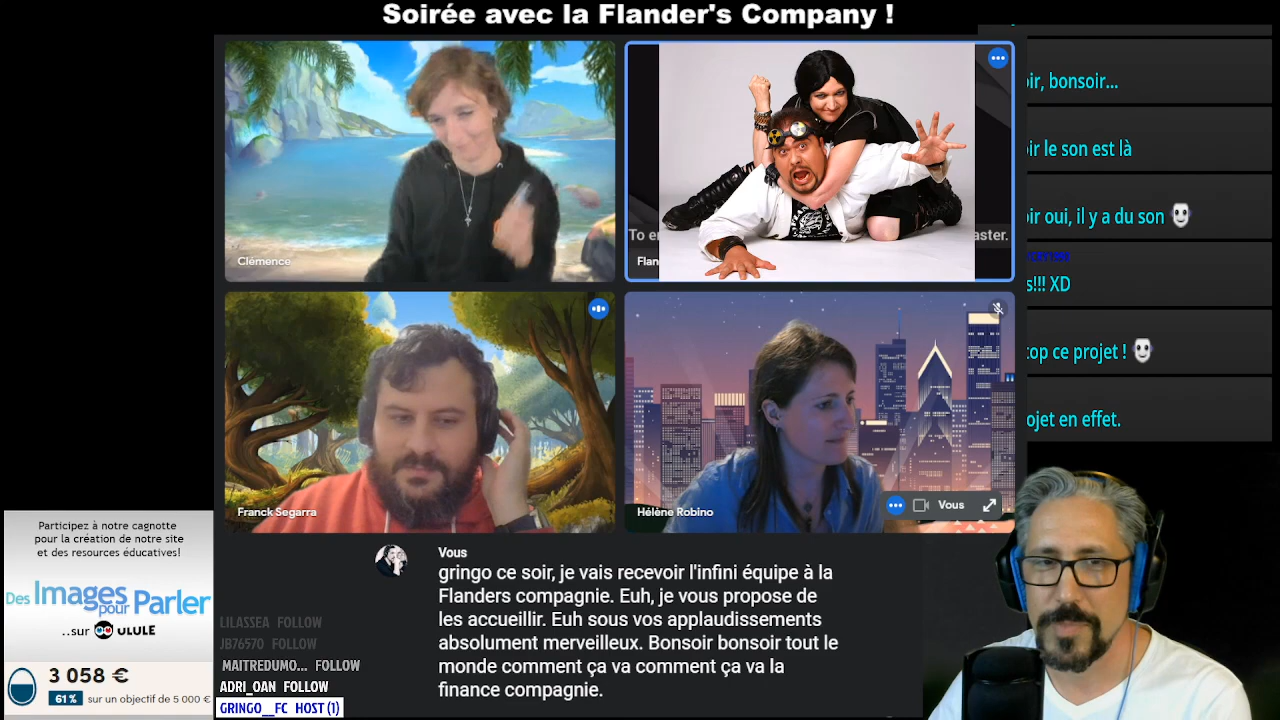 Soirée avec la Flander's Company !
Clémence
To
aster.
Flan
Franck Segarra
Hélène Robino
Vous
Vous
gringo ce soir, je vais recevoir l'infini équipe à la
Flanders compagnie. Euh, je vous propose de
les accueillir. Euh sous vos applaudissements
absolument merveilleux. Bonsoir bonsoir tout le
monde comment ça va comment ça va la
finance compagnie.
ir, bonsoir...
ir le son est là
ir oui, il y a du son
s!!! XD
top ce projet !
ojet en effet.
Participez à notre cagnotte
pour la création de notre site
et des resources éducatives!
Des Images
pour Parler
..sur ULULE
3 058 €
61 % sur un objectif de 5 000 €
LILASSEA FOLLOW
JB76570 FOLLOW
MAITREDUMO... FOLLOW
ADRI_OAN FOLLOW
GRINGO__FC HOST (1)